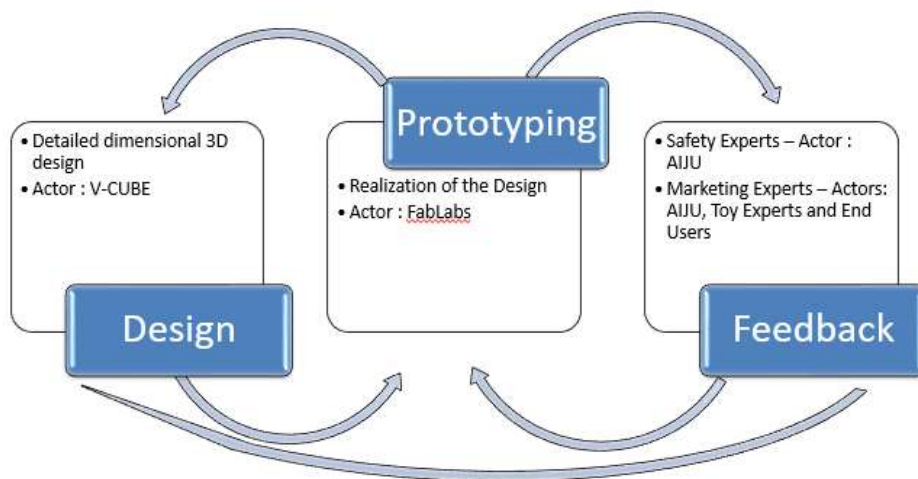 • Detailed dimensional 3D
design
• Actor : V-CUBE
Design
Prototyping
• Realization of the Design
• Actor : FabLabs
• Safety Experts – Actor :
AIJU
• Marketing Experts – Actors:
AIJU, Toy Experts and End
Users
Feedback